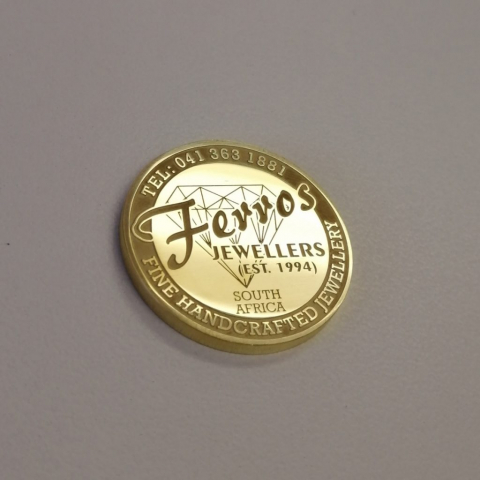 TEL: 041 363 1881
Ferros
JEWELLERS
(EST. 1994)
SOUTH
AFRICA
FINE HANDCRAFTED JEWELLERY